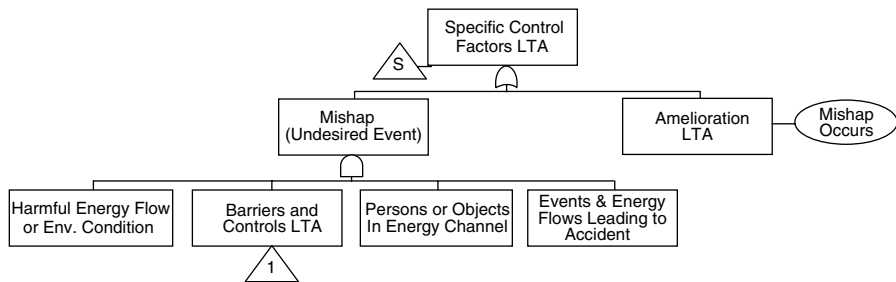 Specific Control
Factors LTA
S
Mishap
(Undesired Event)
Amelioration
LTA
Mishap
Occurs
Harmful Energy Flow
or Env. Condition
Barriers and
Controls LTA
Persons or Objects
In Energy Channel
Events & Energy
Flows Leading to
Accident
1